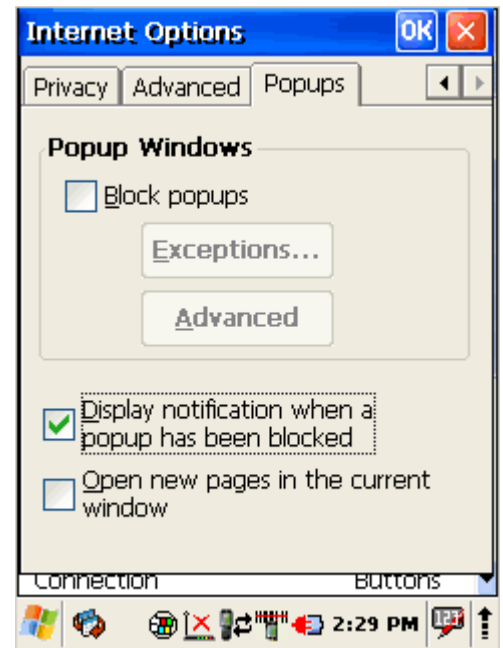 Internet Options OK
Privacy Advanced Popups
Popup Windows
Block popups
Exceptions...
Advanced
Display notification when a
popup has been blocked
Open new pages in the current
window
Connection Buttons
2:29 PM 123